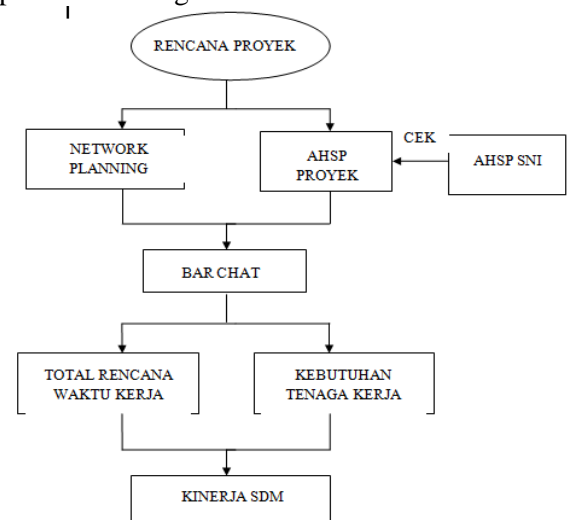 RENCANA PROYEK
NETWORK
PLANNING
AHSP
PROYEK
CEK
AHSP SNI
BAR CHAT
TOTAL RENCANA
WAKTU KERJA
KEBUTUHAN
TENAGA KERJA
KINERJA SDM